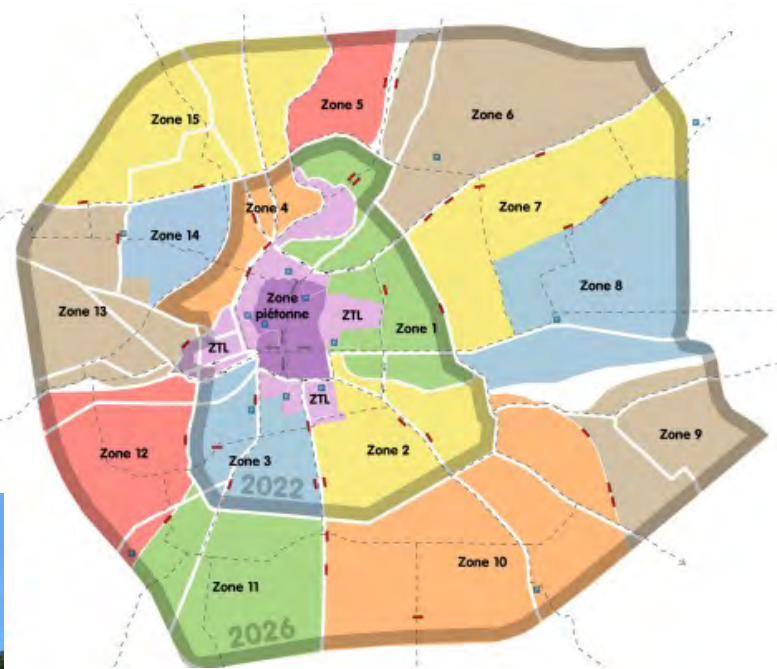 Zone 5
Zone 15
Zone 6
Zone 4
Zone 7
Zone 14
Zone 8
Zone
piétonne
Zone 13
ZTL
Zone 1
ZTL
ZTL
Zone 9
Zone 12
Zone 3
Zone 2
2022
Zone 10
Zone 11
2026